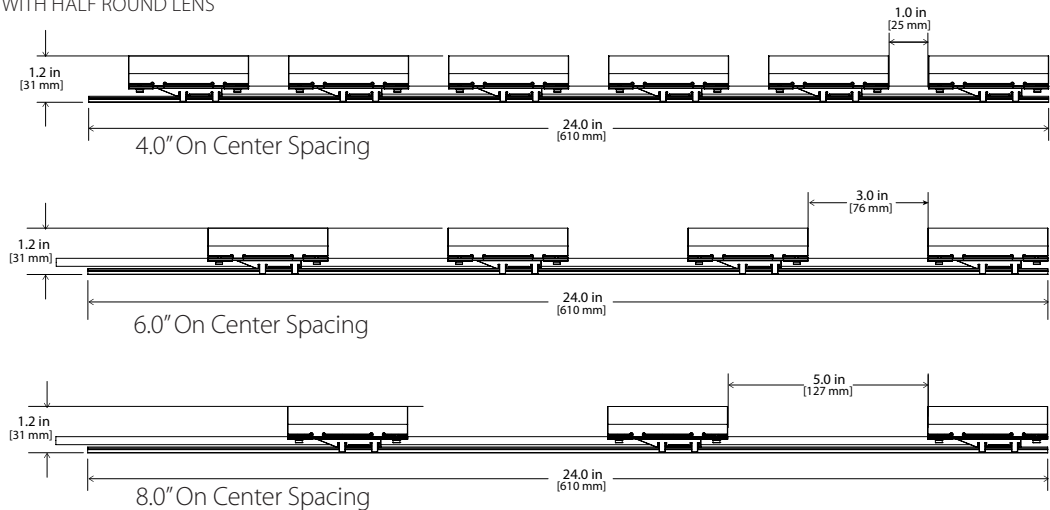 WITH HALF ROUND LENS
1.0 in
[25 mm]
1.2 in
[31 mm]
24.0 in
[610 mm]
4.0" On Center Spacing
3.0 in
[76 mm]
1.2 in
[31 mm]
24.0 in
[610 mm]
6.0" On Center Spacing
5.0 in
[127 mm]
1.2 in
[31 mm]
24.0 in
[610 mm]
8.0" On Center Spacing